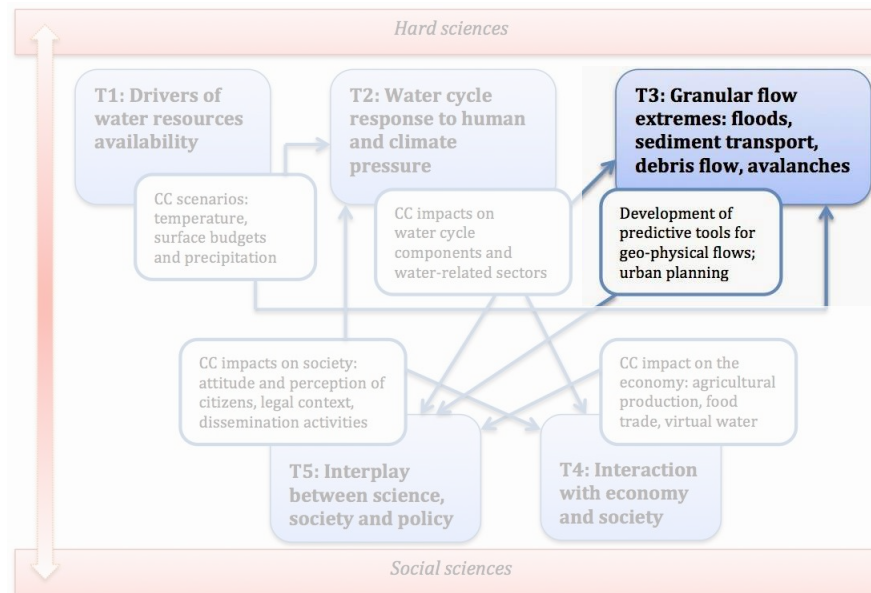 Hard sciences
T1: Drivers of
water resources
availability
T2: Water cycle
response to human
and climate
pressure
T3: Granular flow
extremes: floods,
sediment transport,
debris flow, avalanches
CC scenarios:
temperature,
surface budgets
and precipitation
CC impacts on
water cycle
components and
water-related sectors
Development of
predictive tools for
geo-physical flows;
urban planning
CC impacts on society:
attitude and perception of
citizens, legal context,
dissemination activities
CC impact on the
economy: agricultural
production, food
trade, virtual water
T5: Interplay
between science,
society and policy
T4: Interaction
with economy
and society
Social sciences